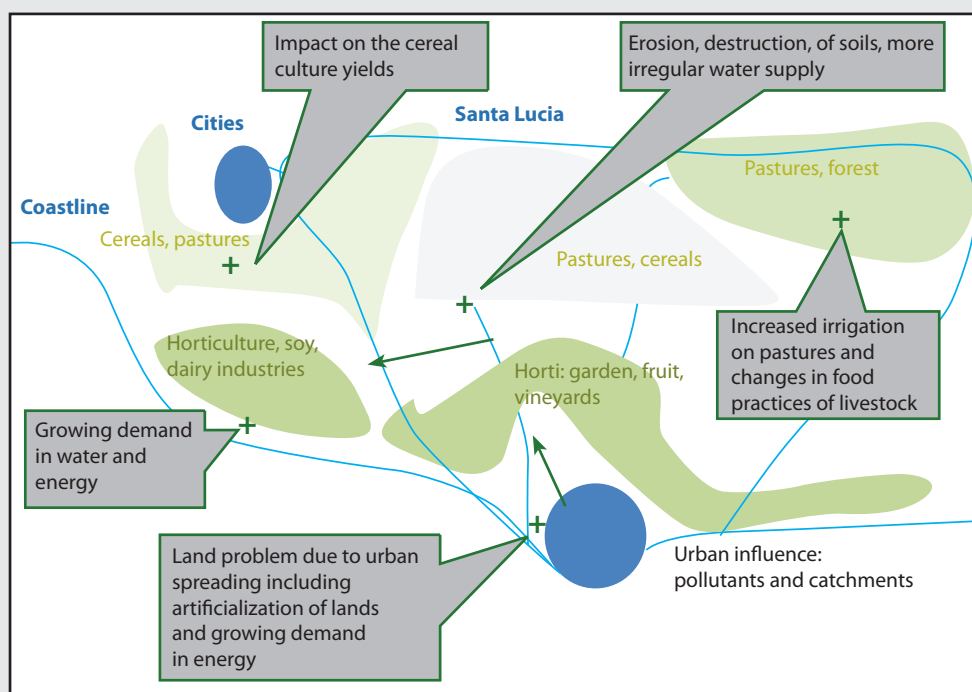 Impact on the cereal
culture yields
Erosion, destruction, of soils, more
irregular water supply
Cities
Santa Lucia
Pastures, forest
Coastline
Cereals, pastures
Pastures, cereals
Increased irrigation
on pastures and
changes in food
practices of livestock
Horticulture, soy,
dairy industries
Horti: garden, fruit,
vineyards
Growing demand
in water and
energy
Land problem due to urban
spreading including
artificialization of lands
and growing demand
in energy
Urban influence:
pollutants and catchments